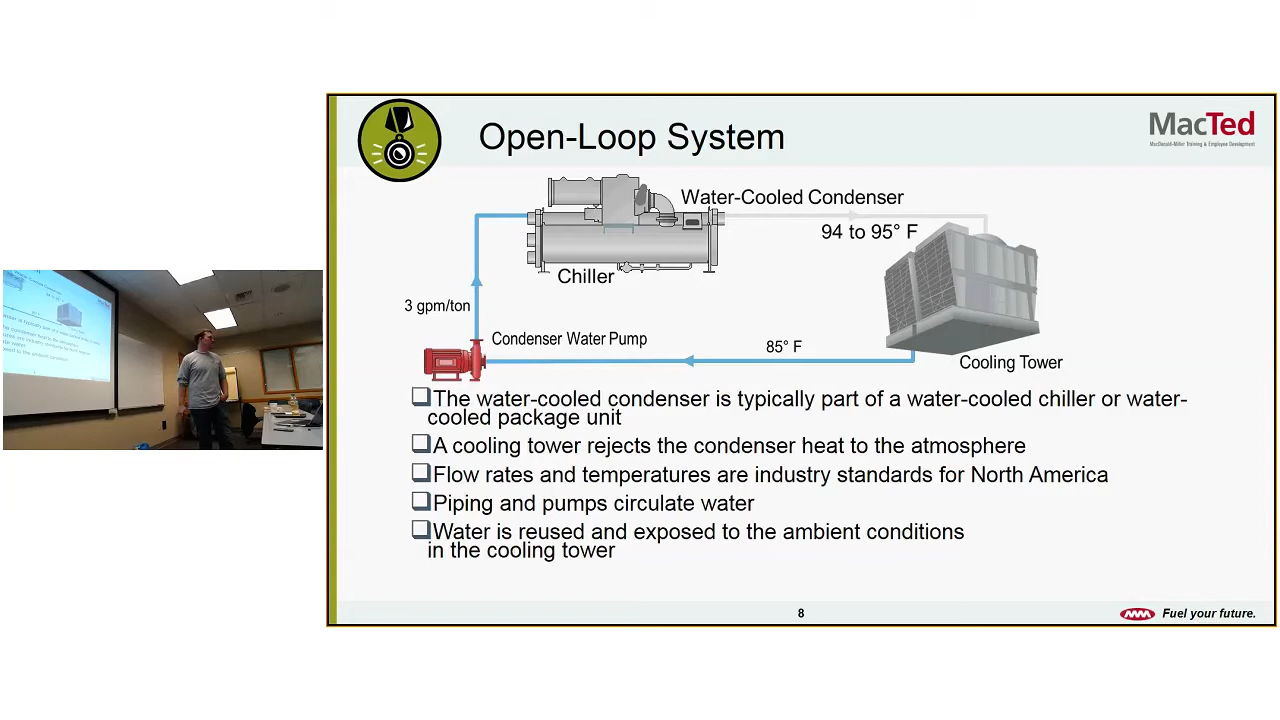 Open-Loop System
MacTed
MacDonald-Miller Training & Employee Development
Water-Cooled Condenser
94 to 95° F
Chiller
3 gpm/ton
Condenser Water Pump
85° F
Cooling Tower
❑The water-cooled condenser is typically part of a water-cooled chiller or water-
cooled package unit
❑A cooling tower rejects the condenser heat to the atmosphere
❑Flow rates and temperatures are industry standards for North America
❑Piping and pumps circulate water
❑Water is reused and exposed to the ambient conditions
in the cooling tower
8
Fuel your future.